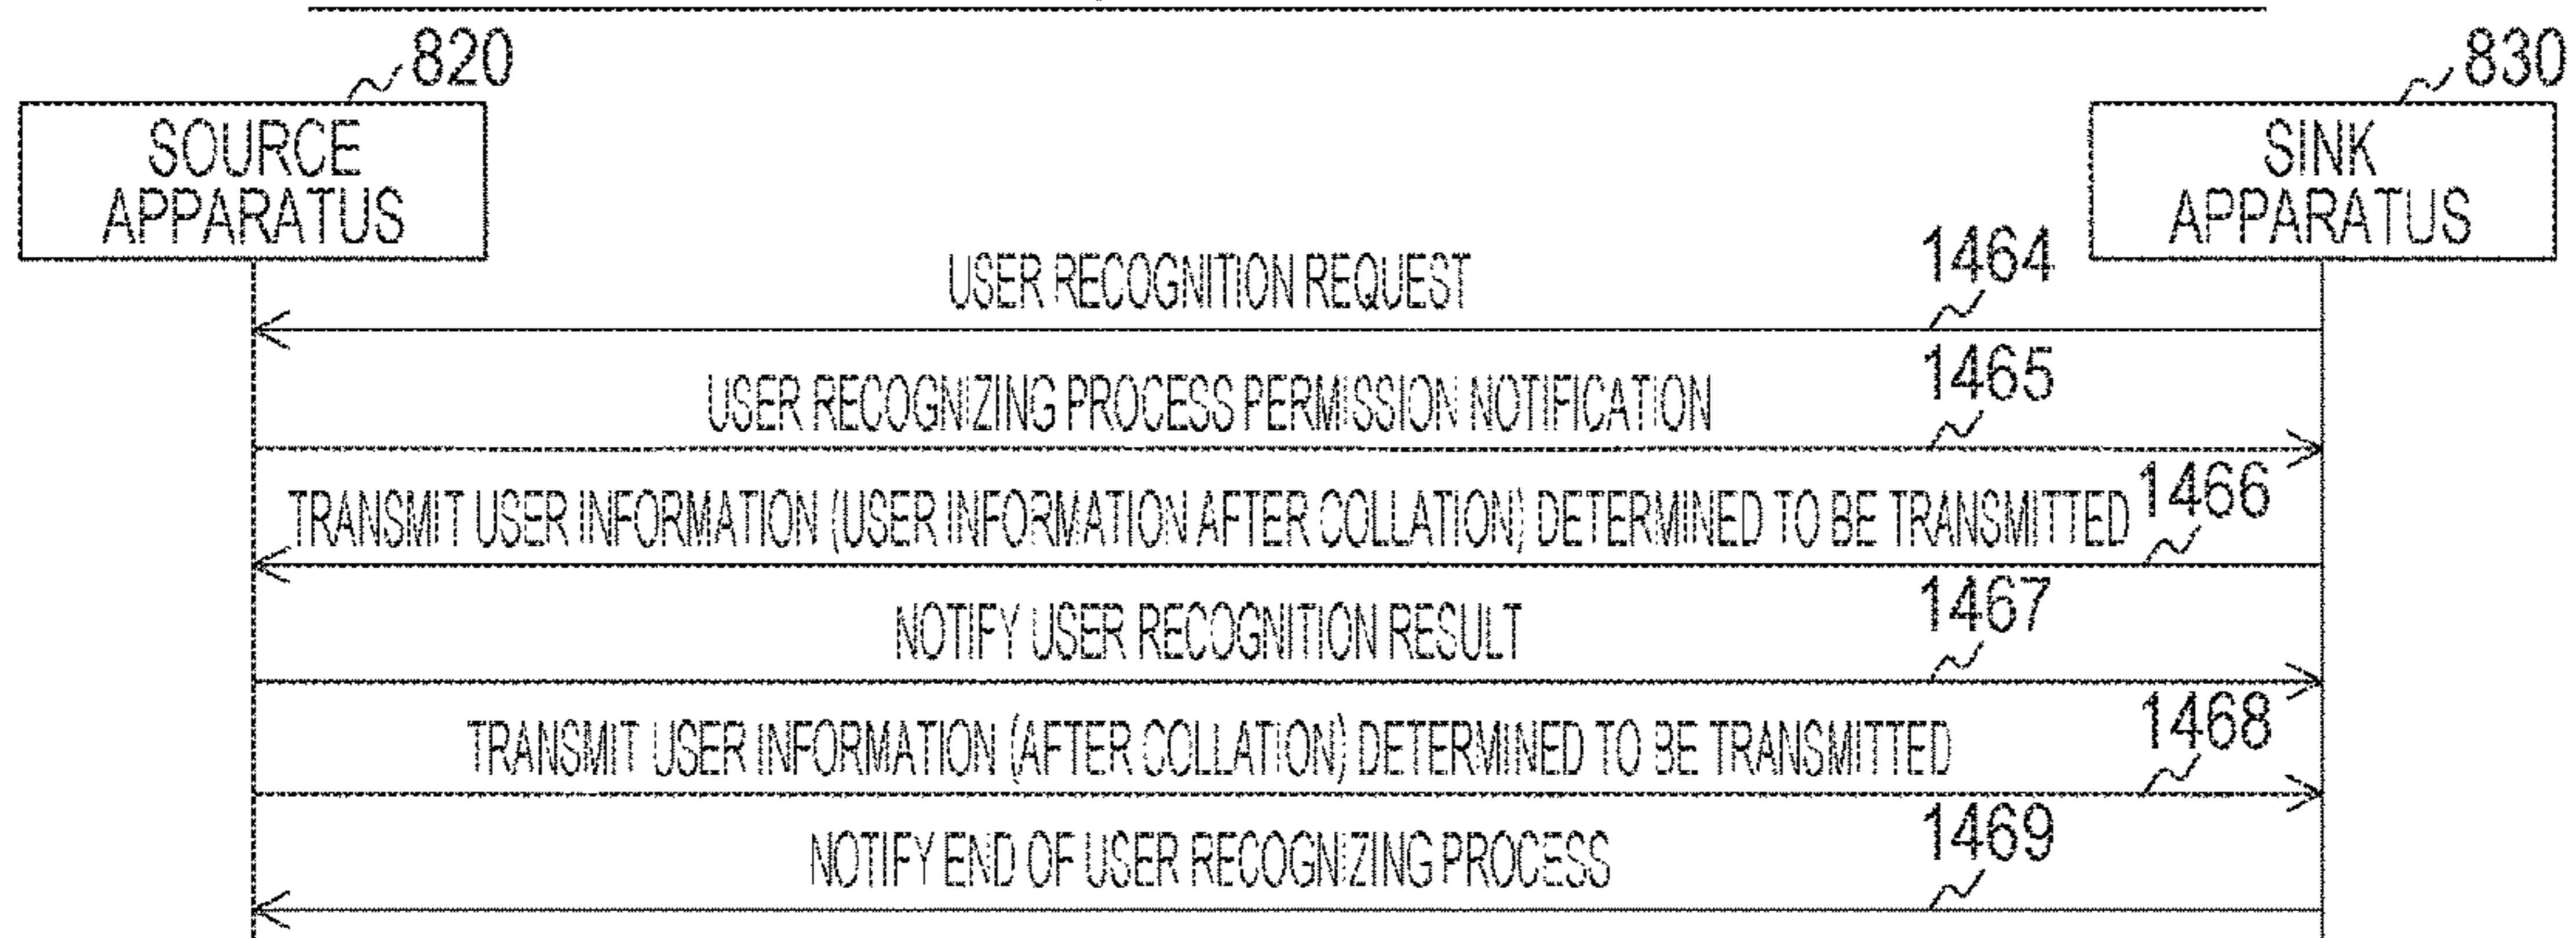 820
830
SOURCE
APPARATUS
SINK
APPARATUS
USER RECOGNITION REQUEST
1464
USER RECOGNIZING PROCESS PERMISSION NOTIFICATION
1465
TRANSMIT USER INFORMATION (USER INFORMATION AFTER COLLATION) DETERMINED TO BE TRANSMITTED
1466
NOTIFY USER RECOGNITION RESULT
1467
TRANSMIT USER INFORMATION (AFTER COLLATION) DETERMINED TO BE TRANSMITTED
1468
NOTIFY END OF USER RECOGNIZING PROCESS
1469